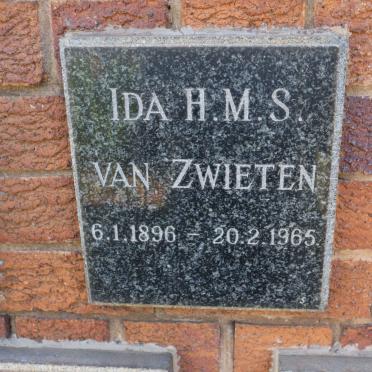 IDA H.M.S.
VAN ZWIETEN
6.1.1896 - 20.2.1965